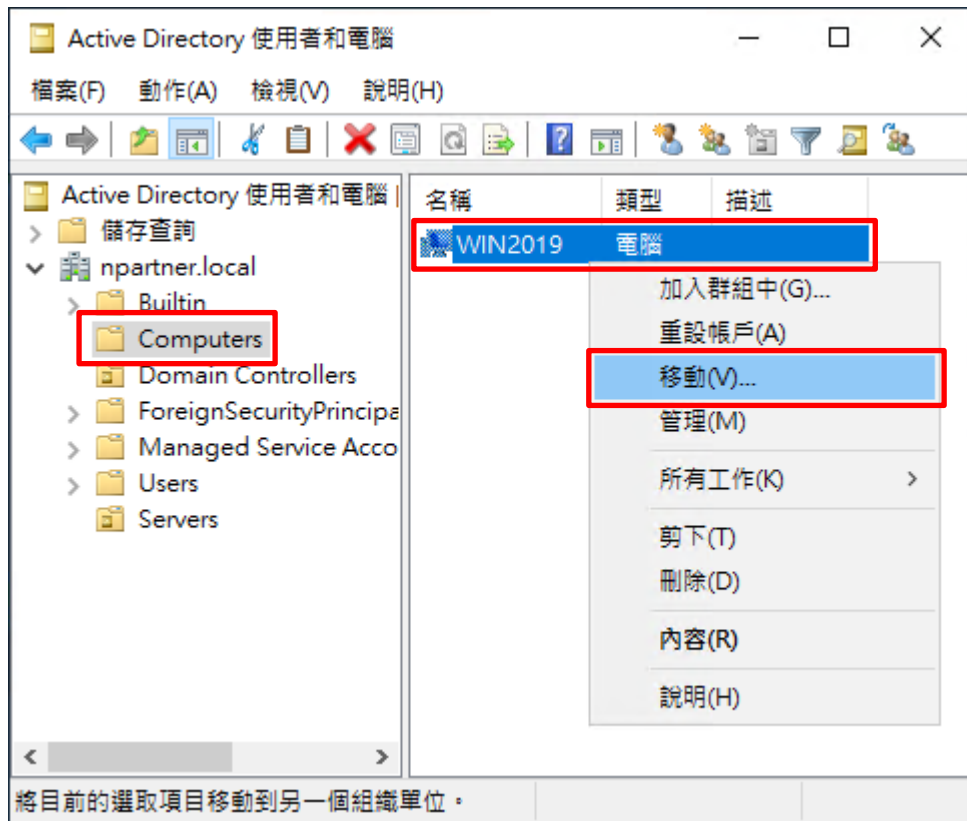 Active Directory 使用者和電腦
檔案(F) 動作(A) 檢視(V) 說明(H)
Active Directory 使用者和電腦
儲存查詢
npartner.local
Builtin
Computers
Domain Controllers
ForeignSecurityPrincipa
Managed Service Acco
Users
Servers
名稱 類型 描述
WIN2019 電腦
加入群組中(G)...
重設帳戶(A)
移動(V)...
管理(M)
所有工作(K)
剪下(T)
刪除(D)
內容(R)
說明(H)
將目前的選取項目移動到另一個組織單位。